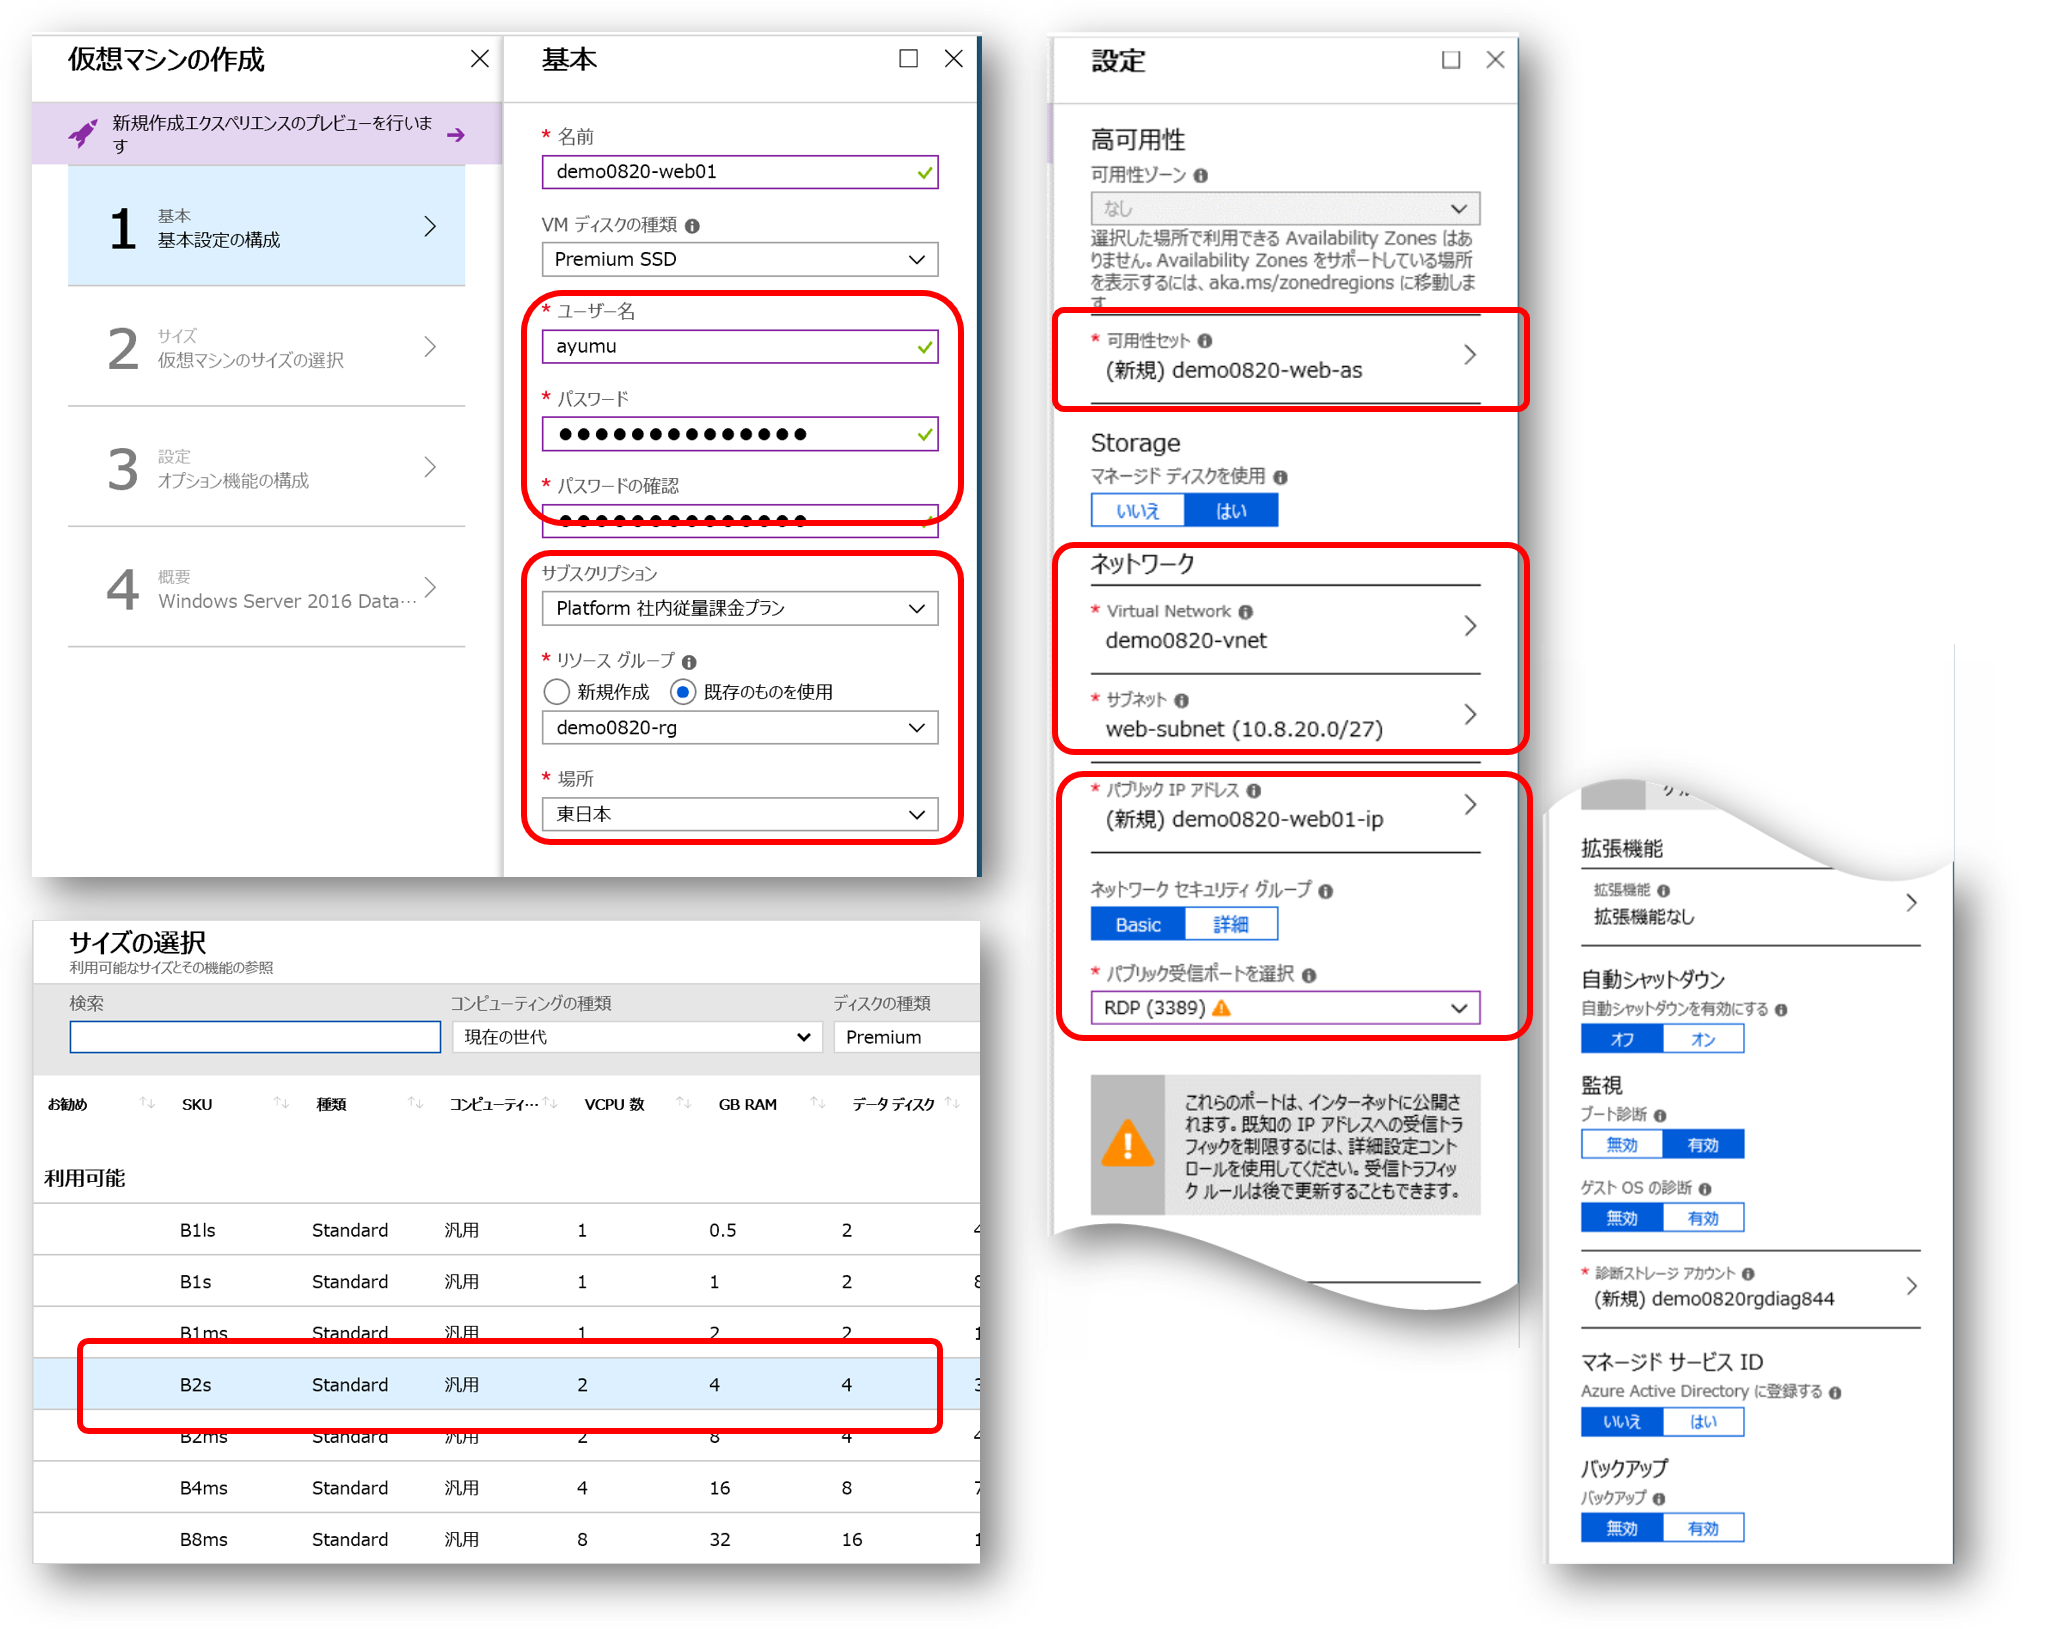 仮想マシンの作成
新規作成エクスペリエンスのプレビューを行いま
す
1
基本
基本設定の構成
2
サイズ
仮想マシンのサイズの選択
3
設定
オプション機能の構成
4
概要
Windows Server 2016 Data…
基本
* 名前
demo0820-web01
VM ディスクの種類
Premium SSD
* ユーザー名
ayumu
* パスワード
●●●●●●●●●●●●●●
* パスワードの確認
●●●●●●●●●●●●●●
サブスクリプション
Platform 社内従量課金プラン
* リソース グループ
新規作成 既存のものを使用
demo0820-rg
* 場所
東日本
サイズの選択
利用可能なサイズとその機能の参照
検索 コンピューティングの種類 ディスクの種類
現在の世代 Premium
お勧め SKU 種類 コンピューティ… VCPU 数 GB RAM データ ディスク
利用可能
B1ls Standard 汎用 1 0.5 2
B1s Standard 汎用 1 1 2
B1ms Standard 汎用 1 2 2
B2s Standard 汎用 2 4 4
B2ms Standard 汎用 2 8 4
B4ms Standard 汎用 4 16 8
B8ms Standard 汎用 8 32 16
設定
高可用性
可用性ゾーン
なし
選択した場所で利用できる Availability Zones はあ
りません。Availability Zones をサポートしている場所
を表示するには、aka.ms/zonedregions に移動しま
す
* 可用性セット
(新規) demo0820-web-as
Storage
マネージド ディスクを使用
いいえ はい
ネットワーク
* Virtual Network
demo0820-vnet
* サブネット
web-subnet (10.8.20.0/27)
* パブリック IP アドレス
(新規) demo0820-web01-ip
ネットワーク セキュリティ グループ
Basic 詳細
* パブリック受信ポートを選択
RDP (3389)
これらのポートは、インターネットに公開さ
れます。既知の IP アドレスへの受信トラ
フィックを制限するには、詳細設定コント
ロールを使用してください。受信トラフィッ
ク ルールは後で更新することもできます。
拡張機能
拡張機能
拡張機能なし
自動シャットダウン
自動シャットダウンを有効にする
オフ オン
監視
ブート診断
無効 有効
ゲスト OS の診断
無効 有効
* 診断ストレージ アカウント
(新規) demo0820rgdiag844
マネージド サービス ID
Azure Active Directory に登録する
いいえ はい
バックアップ
バックアップ
無効 有効